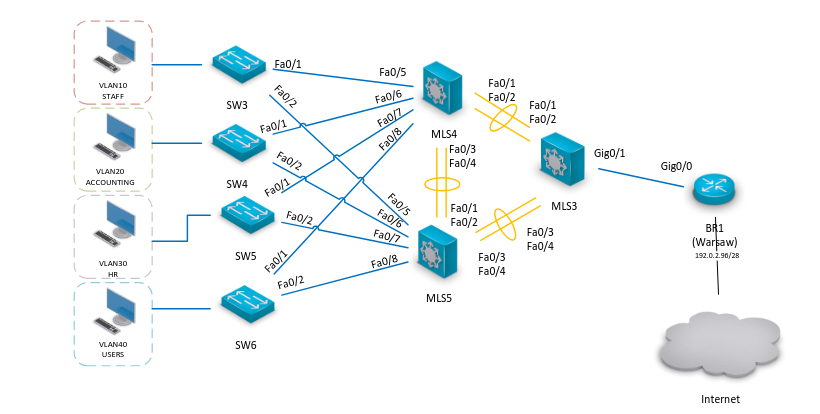 VLAN10
STAFF
VLAN20
ACCOUNTING
VLAN30
HR
VLAN40
USERS
SW3
SW4
SW5
SW6
Fa0/1
Fa0/2
Fa0/1
Fa0/2
Fa0/1
Fa0/2
Fa0/1
Fa0/2
Fa0/5
Fa0/6
Fa0/7
Fa0/8
MLS4
Fa0/1
Fa0/2
Fa0/3
Fa0/4
Fa0/5
Fa0/6
Fa0/7
Fa0/8
MLS5
Fa0/1
Fa0/2
Fa0/3
Fa0/4
Fa0/1
Fa0/2
Fa0/3
Fa0/4
MLS3
Gig0/1
Gig0/0
BR1
(Warsaw)
192.0.2.96/28
Internet